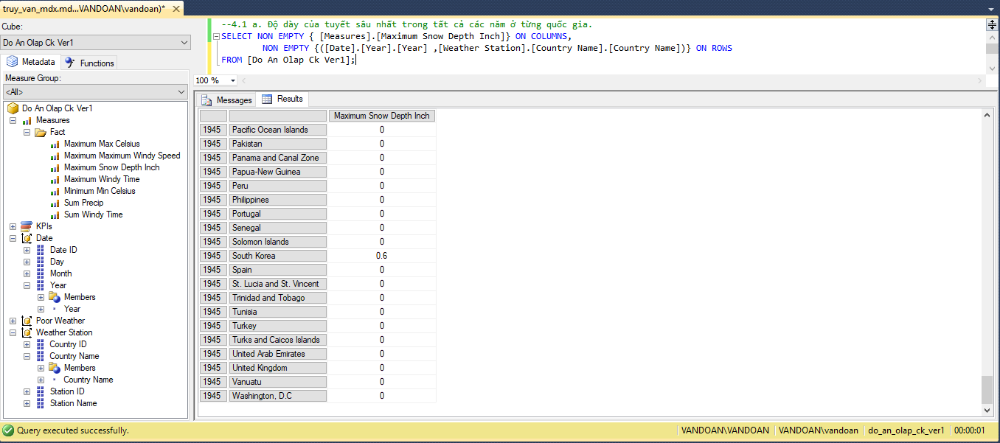 truy_van_mdx.md...VANDOAN\vandoan)*
Cube:
Do An Olap Ck Ver1
Metadata
Functions
Measure Group:
<All>
Do An Olap Ck Ver1
Measures
Fact
Maximum Max Celsius
Maximum Maximum Windy Speed
Maximum Snow Depth Inch
Maximum Windy Time
Minimum Min Celsius
Sum Precip
Sum Windy Time
KPIs
Date
Date ID
Day
Month
Year
Members
Year
Poor Weather
Weather Station
Country ID
Country Name
Members
Country Name
Station ID
Station Name
--4.1 a. Độ dày của tuyết sâu nhất trong tất cả các năm ở từng quốc gia.
SELECT NON EMPTY { [Measures].[Maximum Snow Depth Inch]} ON COLUMNS,
NON EMPTY {([Date].[Year].[Year] ,[Weather Station].[Country Name].[Country Name])} ON ROWS
FROM [Do An Olap Ck Ver1];
100 %
Messages
Results
Maximum Snow Depth Inch
1945 Pacific Ocean Islands 0
1945 Pakistan 0
1945 Panama and Canal Zone 0
1945 Papua-New Guinea 0
1945 Peru 0
1945 Philippines 0
1945 Portugal 0
1945 Senegal 0
1945 Solomon Islands 0
1945 South Korea 0.6
1945 Spain 0
1945 St. Lucia and St. Vincent 0
1945 Trinidad and Tobago 0
1945 Tunisia 0
1945 Turkey 0
1945 Turks and Caicos Islands 0
1945 United Arab Emirates 0
1945 United Kingdom 0
1945 Vanuatu 0
1945 Washington, D.C 0
Query executed successfully.
VANDOAN\VANDOAN
VANDOAN\vandoan
do_an_olap_ck_ver1
00:00:01